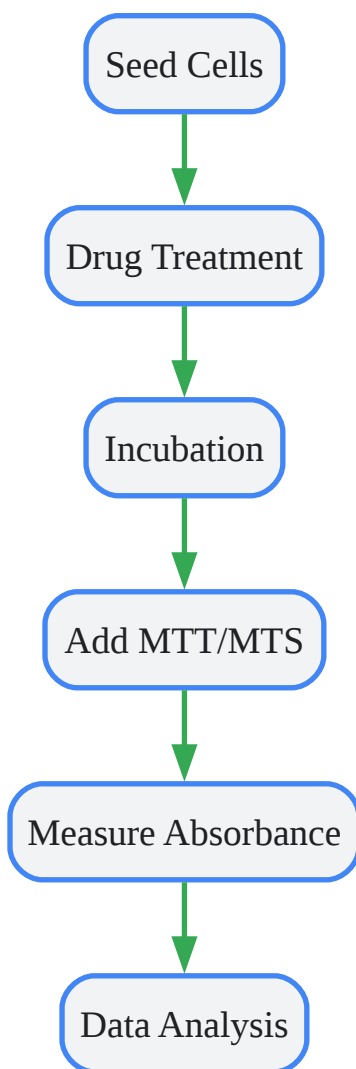 Seed Cells
Drug Treatment
Incubation
Add MTT/MTS
Measure Absorbance
Data Analysis